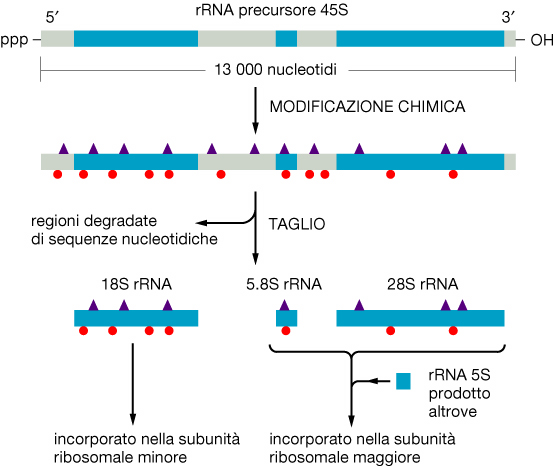 rRNA precursore 45S
5′ 3′
ppp OH
13 000 nucleotidi
MODIFICAZIONE CHIMICA
regioni degradate
di sequenze nucleotidiche
TAGLIO
18S rRNA 5.8S rRNA 28S rRNA
rRNA 5S
prodotto
altrove
incorporato nella subunità
ribosomale minore
incorporato nella subunità
ribosomale maggiore